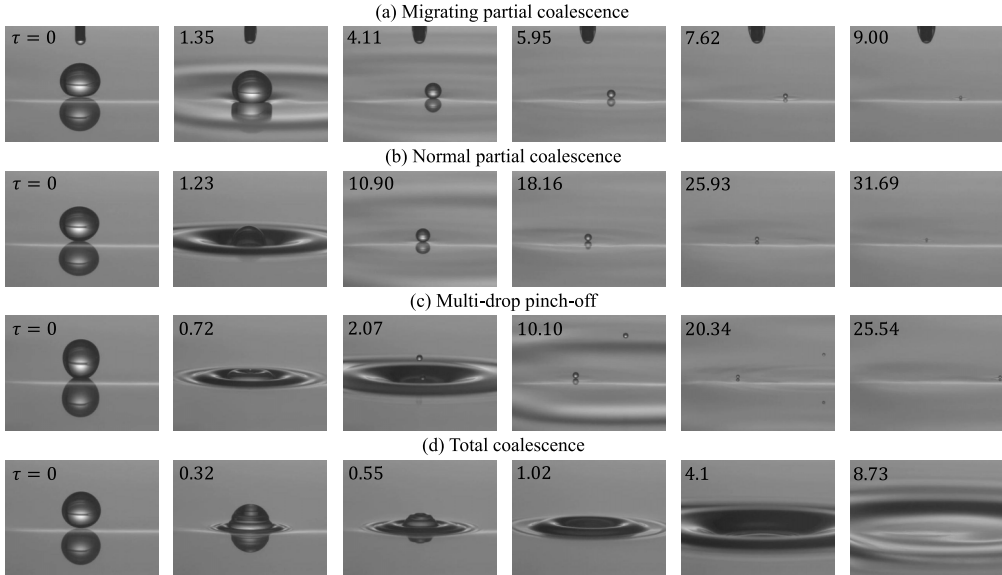 (a) Migrating partial coalescence
τ = 0 1.35 4.11 5.95 7.62 9.00
(b) Normal partial coalescence
τ = 0 1.23 10.90 18.16 25.93 31.69
(c) Multi-drop pinch-off
τ = 0 0.72 2.07 10.10 20.34 25.54
(d) Total coalescence
τ = 0 0.32 0.55 1.02 4.1 8.73